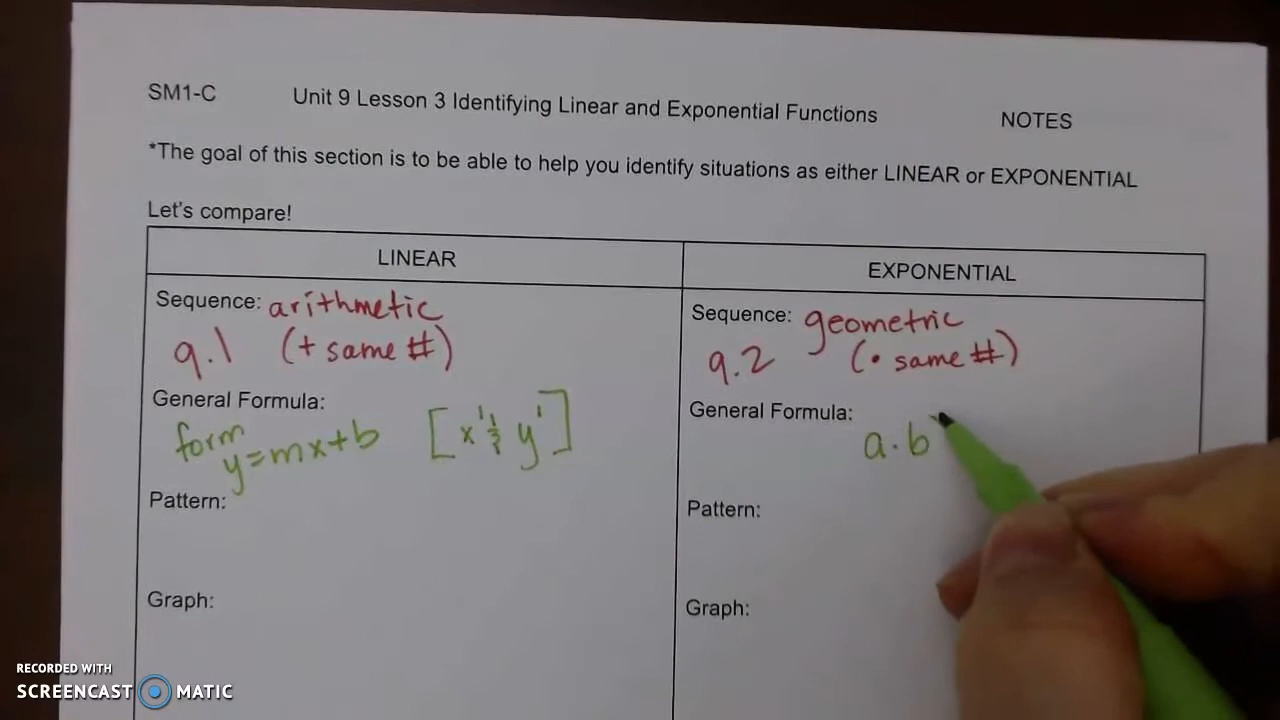 SM1-C Unit 9 Lesson 3 Identifying Linear and Exponential Functions NOTES
*The goal of this section is to be able to help you identify situations as either LINEAR or EXPONENTIAL
Let's compare!
LINEAR
Sequence: arithmetic
9.1 (+ same #)
General Formula:
form y=mx+b [x¹ & y¹]
Pattern:
Graph:
EXPONENTIAL
Sequence: geometric
9.2 (• same #)
General Formula:
a·b
Pattern:
Graph:
RECORDED WITH
SCREENCAST MATIC